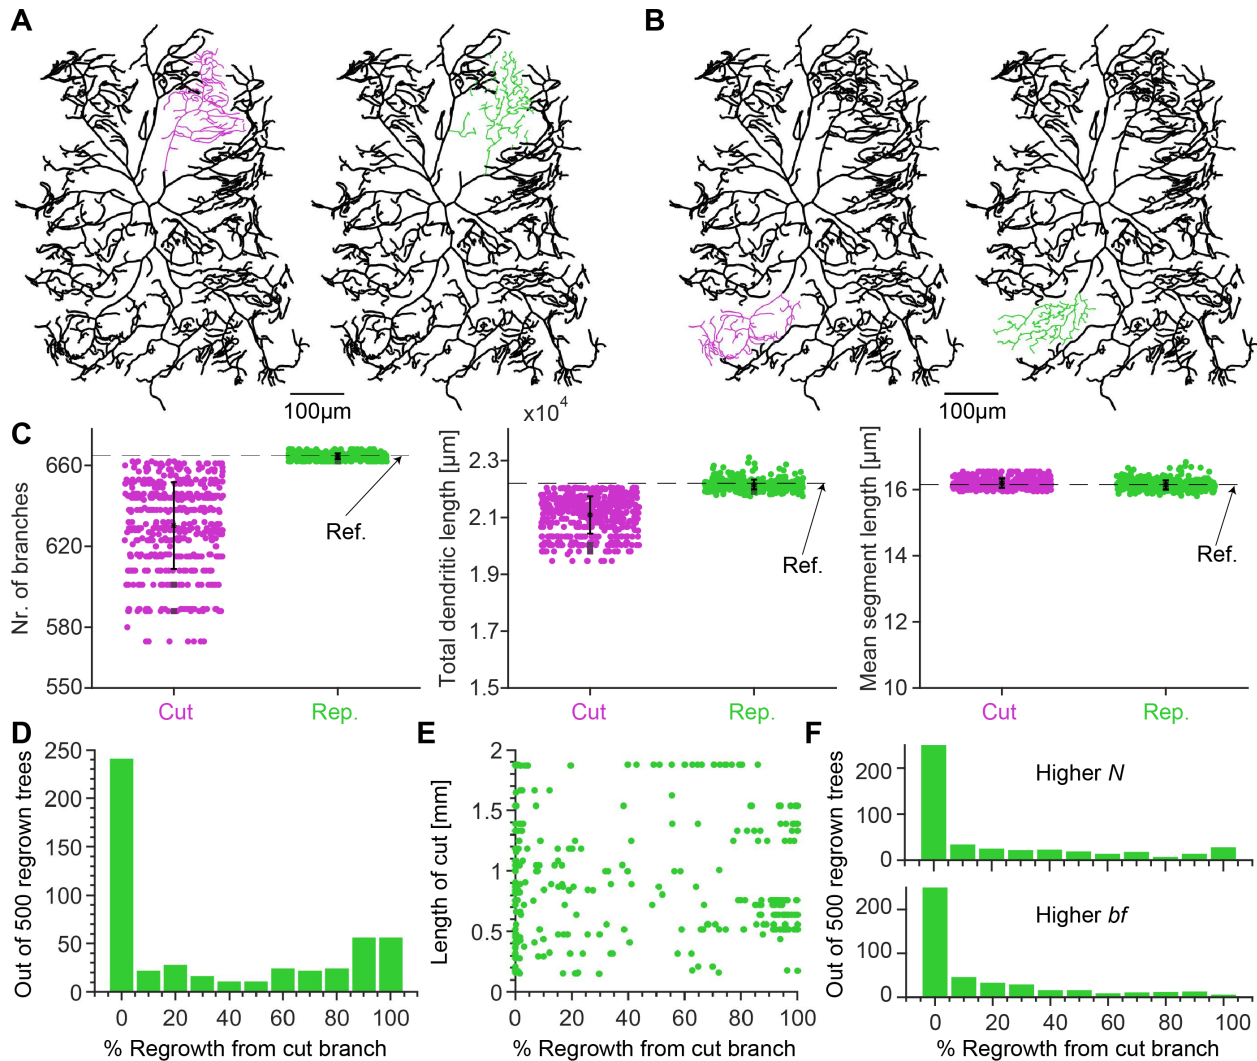 A
B
100µm
100µm
C
Nr. of branches
660
620
580
550
Ref.
Cut
Rep.
x10⁴
Total dendritic length [µm]
2.3
2.1
1.9
1.7
1.5
Ref.
Cut
Rep.
Mean segment length [µm]
16
14
12
10
Ref.
Cut
Rep.
D
Out of 500 regrown trees
250
200
150
100
50
0
0 20 40 60 80 100
% Regrowth from cut branch
E
Length of cut [mm]
2
1.5
1
0.5
0
0 20 40 60 80 100
% Regrowth from cut branch
F
Out of 500 regrown trees
Higher N
200
100
0
Higher bf
200
100
0
0 20 40 60 80 100
% Regrowth from cut branch